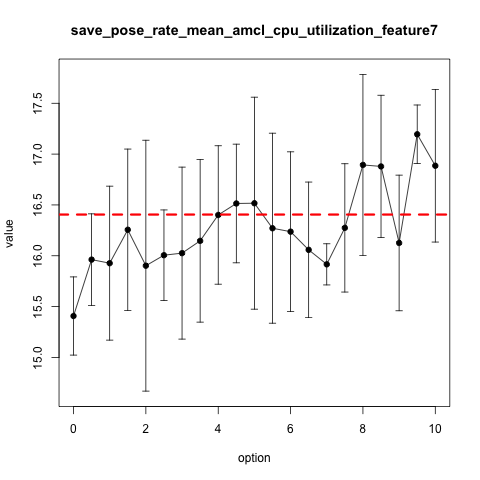 save_pose_rate_mean_amcl_cpu_utilization_feature7
value
17.5
17.0
16.5
16.0
15.5
15.0
0 2 4 6 8 10
option